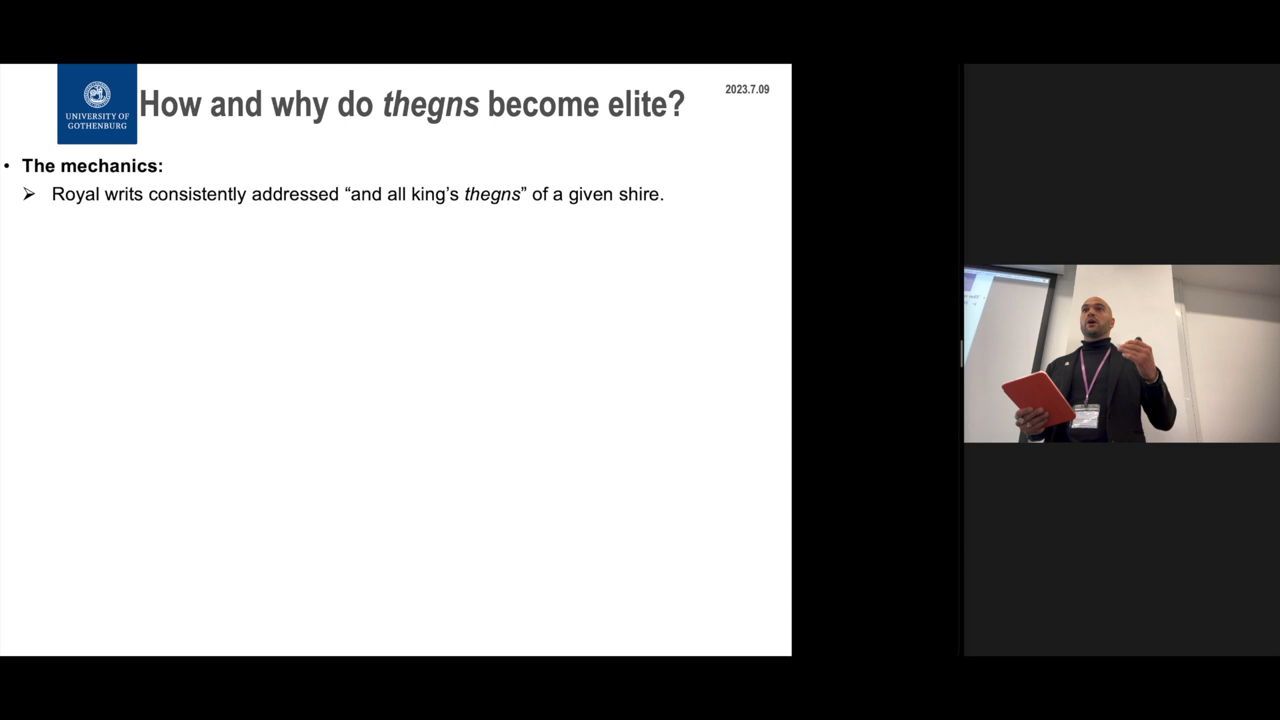 UNIVERSITY OF
GOTHENBURG
How and why do thegns become elite?
2023.7.09
• The mechanics:
➢ Royal writs consistently addressed “and all king’s thegns” of a given shire.